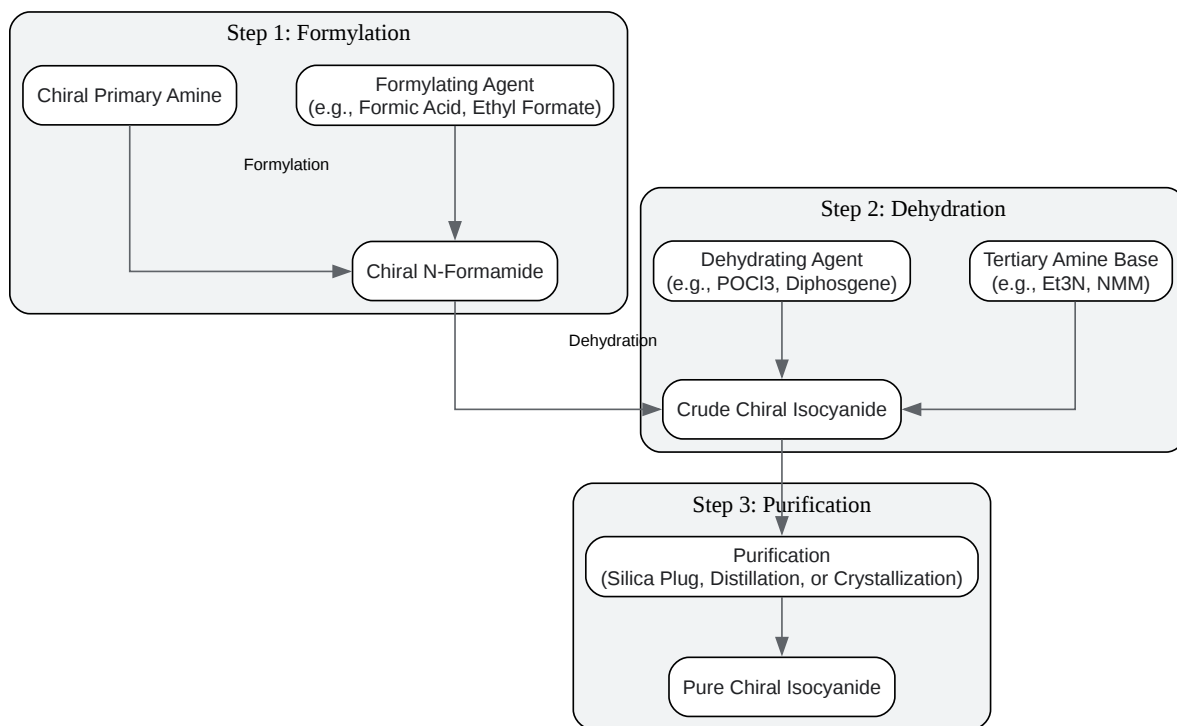 Step 1: Formylation
Chiral Primary Amine
Formylating Agent
(e.g., Formic Acid, Ethyl Formate)
Formylation
Chiral N-Formamide
Step 2: Dehydration
Dehydrating Agent
(e.g., POCl3, Diphosgene)
Tertiary Amine Base
(e.g., Et3N, NMM)
Dehydration
Crude Chiral Isocyanide
Step 3: Purification
Purification
(Silica Plug, Distillation, or Crystallization)
Pure Chiral Isocyanide